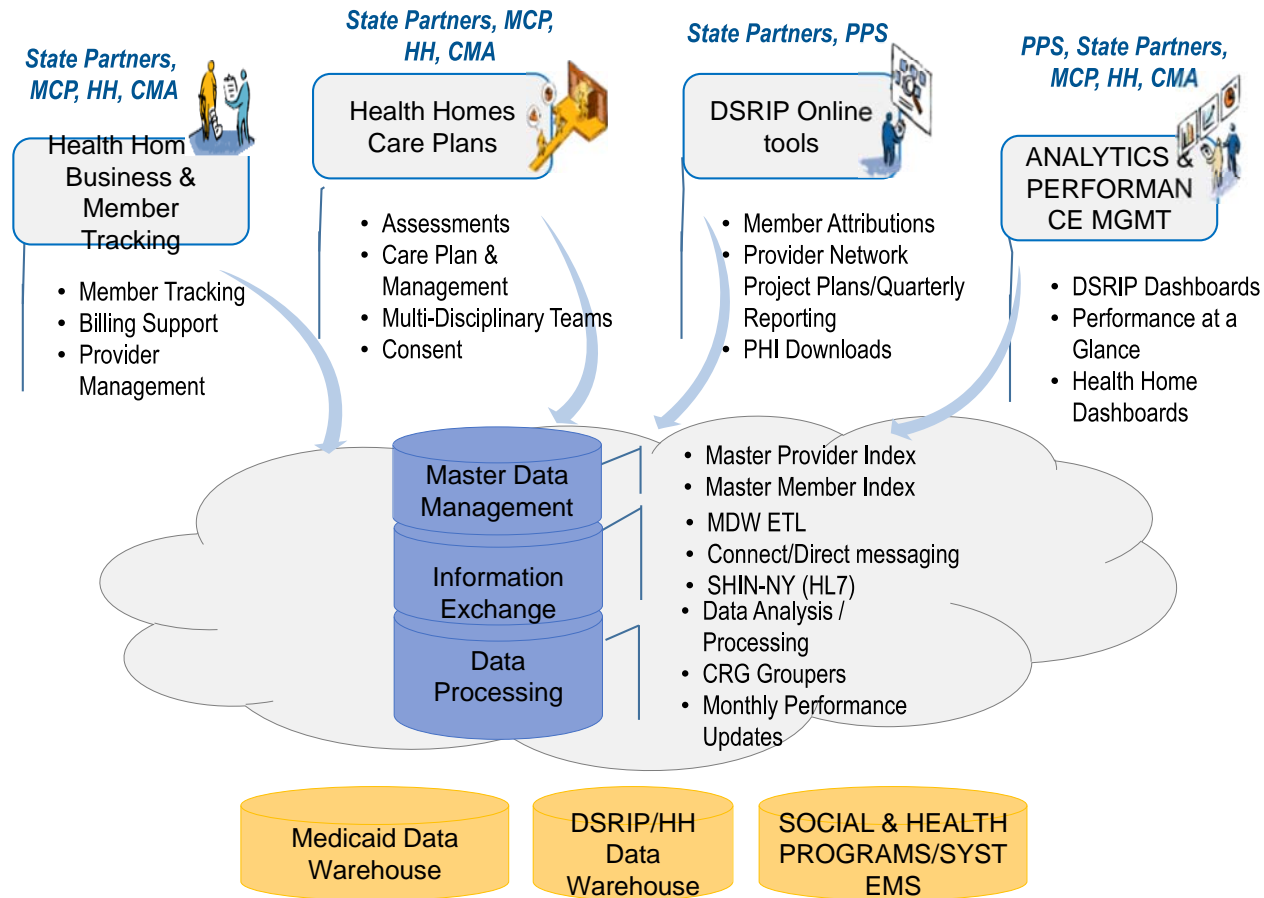 State Partners,
MCP, HH, CMA
Health Hom
Business &
Member
Tracking
• Member Tracking
• Billing Support
• Provider
Management
State Partners, MCP,
HH, CMA
Health Homes
Care Plans
• Assessments
• Care Plan &
Management
• Multi-Disciplinary Teams
• Consent
State Partners, PPS
DSRIP Online
tools
• Member Attributions
• Provider Network
Project Plans/Quarterly
Reporting
• PHI Downloads
PPS, State Partners,
MCP, HH, CMA
ANALYTICS &
PERFORMAN
CE MGMT
• DSRIP Dashboards
• Performance at a
Glance
• Health Home
Dashboards
Master Data
Management
• Master Provider Index
• Master Member Index
Information
Exchange
• MDW ETL
• Connect/Direct messaging
• SHIN-NY (HL7)
Data
Processing
• Data Analysis /
Processing
• CRG Groupers
• Monthly Performance
Updates
Medicaid Data
Warehouse
DSRIP/HH
Data
Warehouse
SOCIAL & HEALTH
PROGRAMS/SYST
EMS